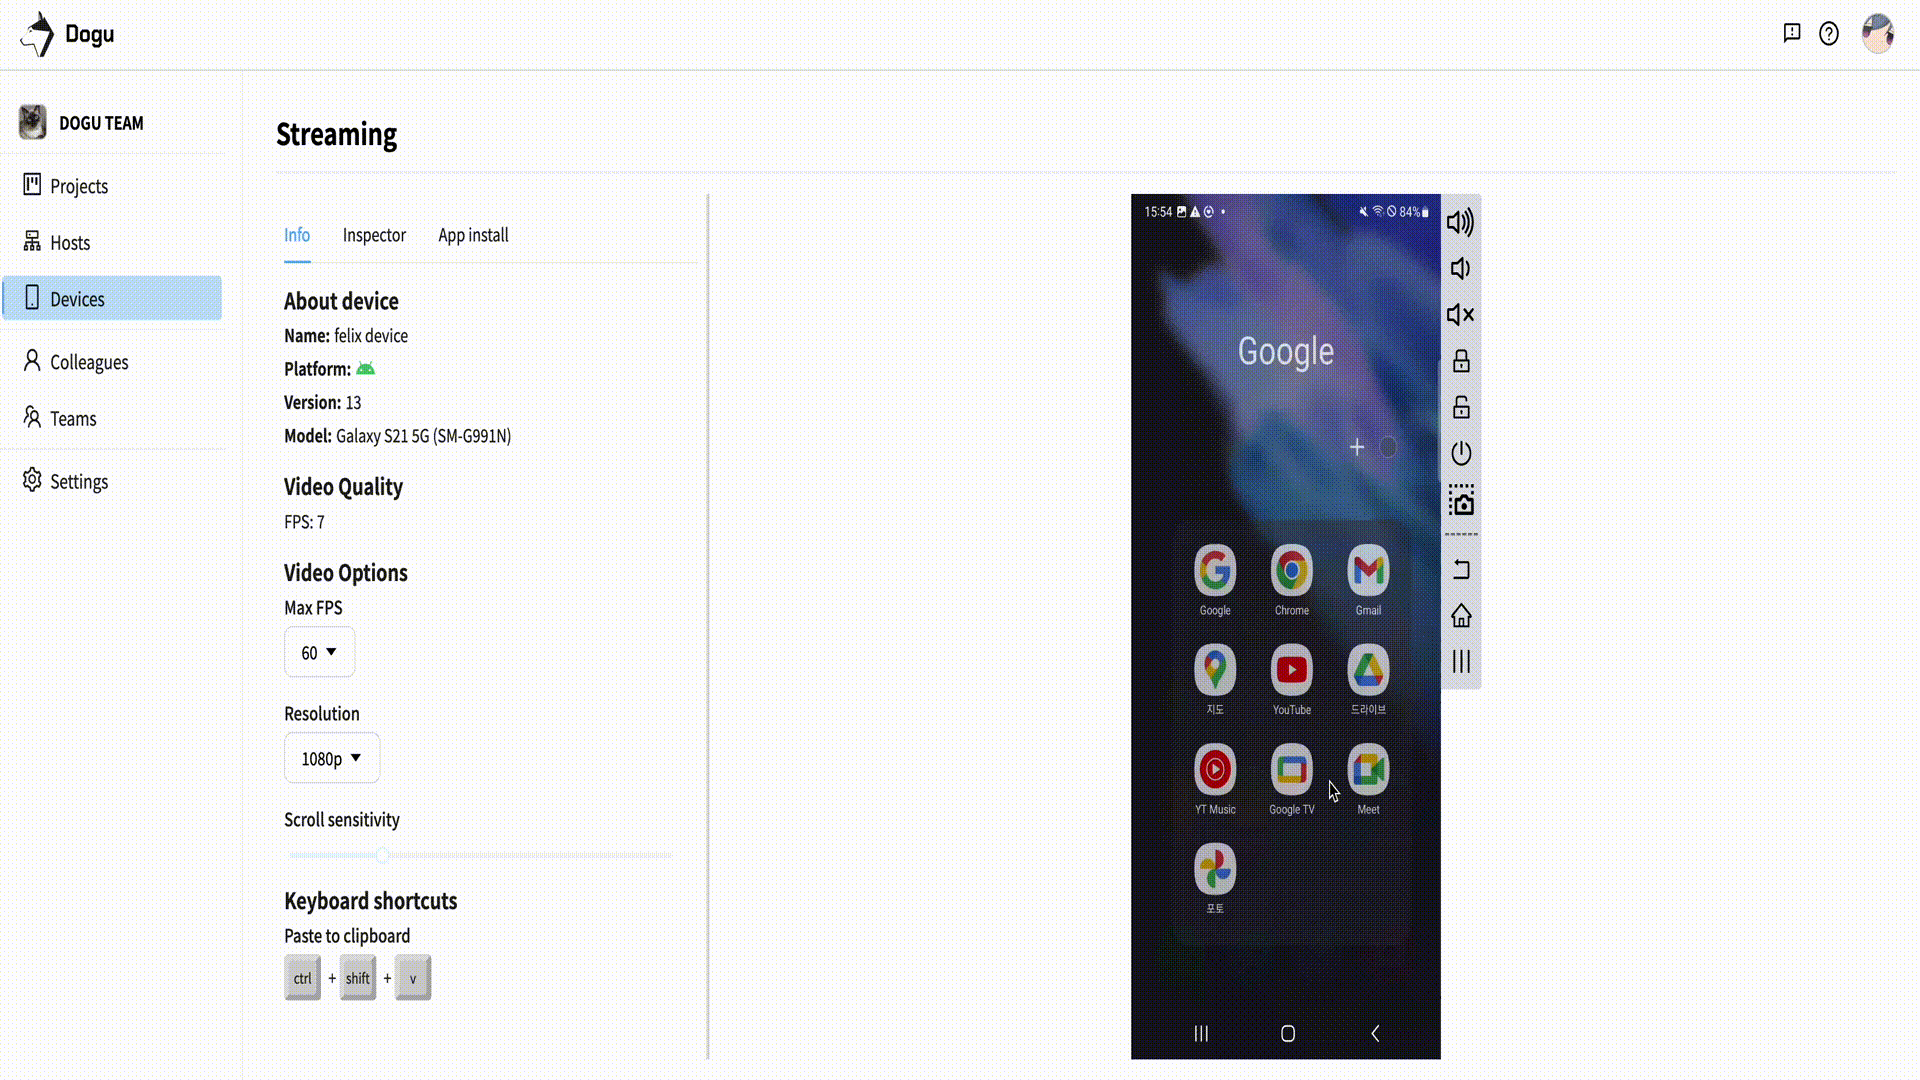 Dogu
DOGU TEAM
Projects
Hosts
Devices
Colleagues
Teams
Settings
Streaming
Info Inspector App install
About device
Name: felix device
Platform:
Version: 13
Model: Galaxy S21 5G (SM-G991N)
Video Quality
FPS: 7
Video Options
Max FPS
60
Resolution
1080p
Scroll sensitivity
Keyboard shortcuts
Paste to clipboard
ctrl + shift + v
15:54 84%
Google
Google Chrome Gmail
지도 YouTube 드라이브
YT Music Google TV Meet
포토